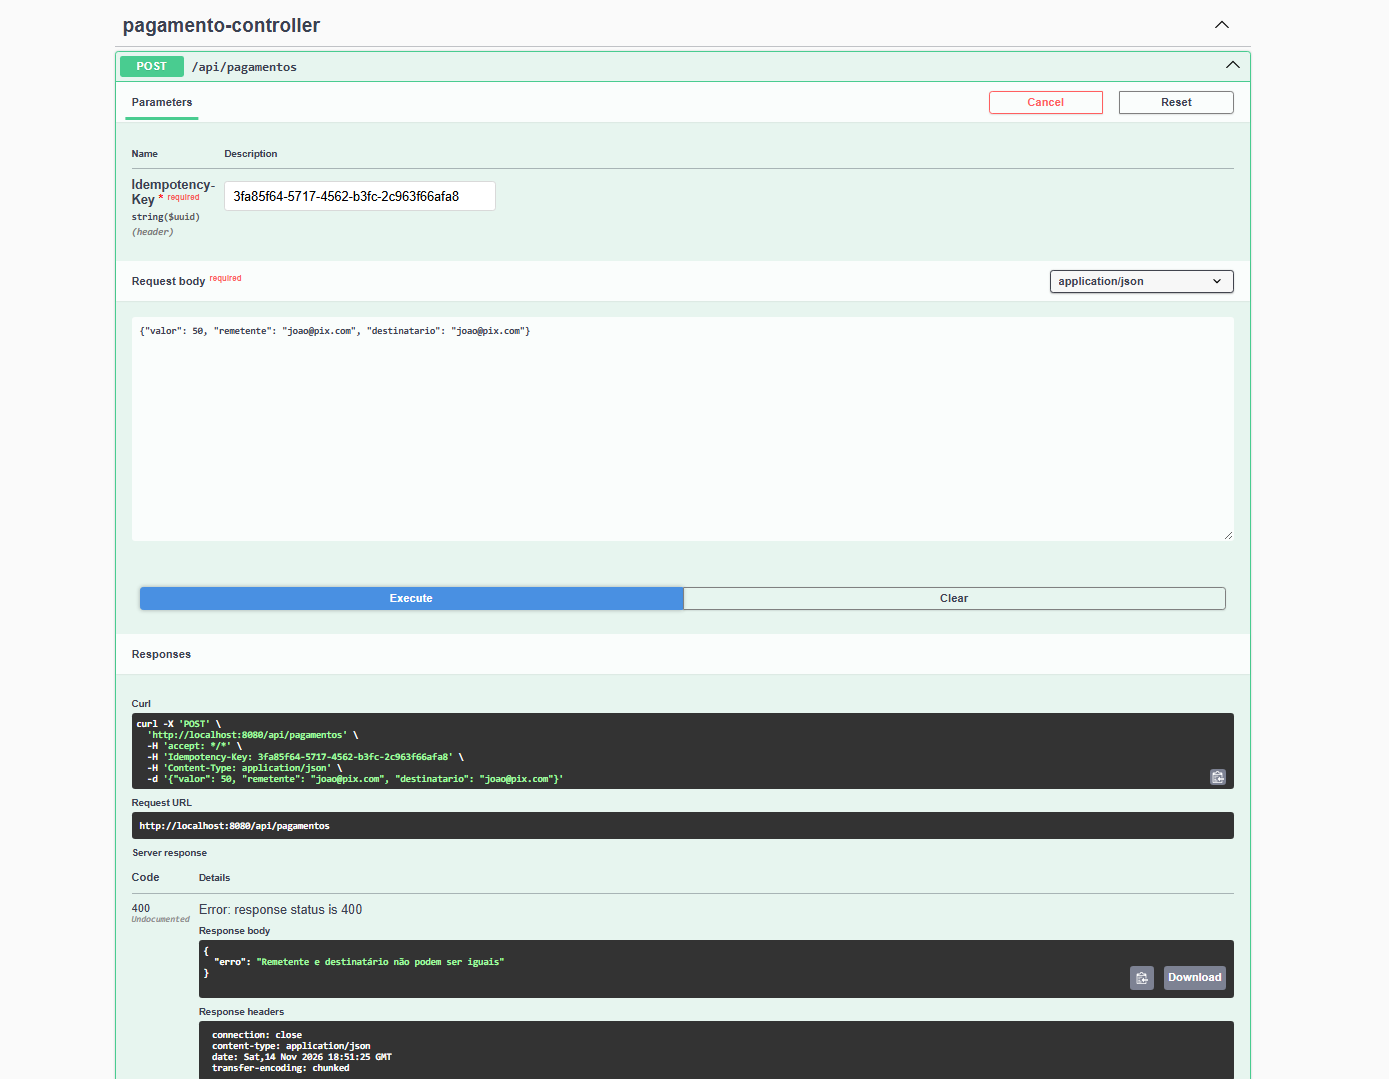 pagamento-controller
POST /api/pagamentos
Parameters
Cancel
Reset
Name Description
Idempotency-
Key * required
string($uuid)
(header)
3fa85f64-5717-4562-b3fc-2c963f66afa8
Request body required
application/json
{"valor": 50, "remetente": "joao@pix.com", "destinatario": "joao@pix.com"}
Execute
Clear
Responses
Curl
curl -X 'POST' \
'http://localhost:8080/api/pagamentos' \
-H 'accept: */*' \
-H 'Idempotency-Key: 3fa85f64-5717-4562-b3fc-2c963f66afa8' \
-H 'Content-Type: application/json' \
-d '{"valor": 50, "remetente": "joao@pix.com", "destinatario": "joao@pix.com"}'
Request URL
http://localhost:8080/api/pagamentos
Server response
Code Details
400
Undocumented
Error: response status is 400
Response body
{
"erro": "Remetente e destinatário não podem ser iguais"
}
Download
Response headers
connection: close
content-type: application/json
date: Sat,14 Nov 2026 18:51:25 GMT
transfer-encoding: chunked